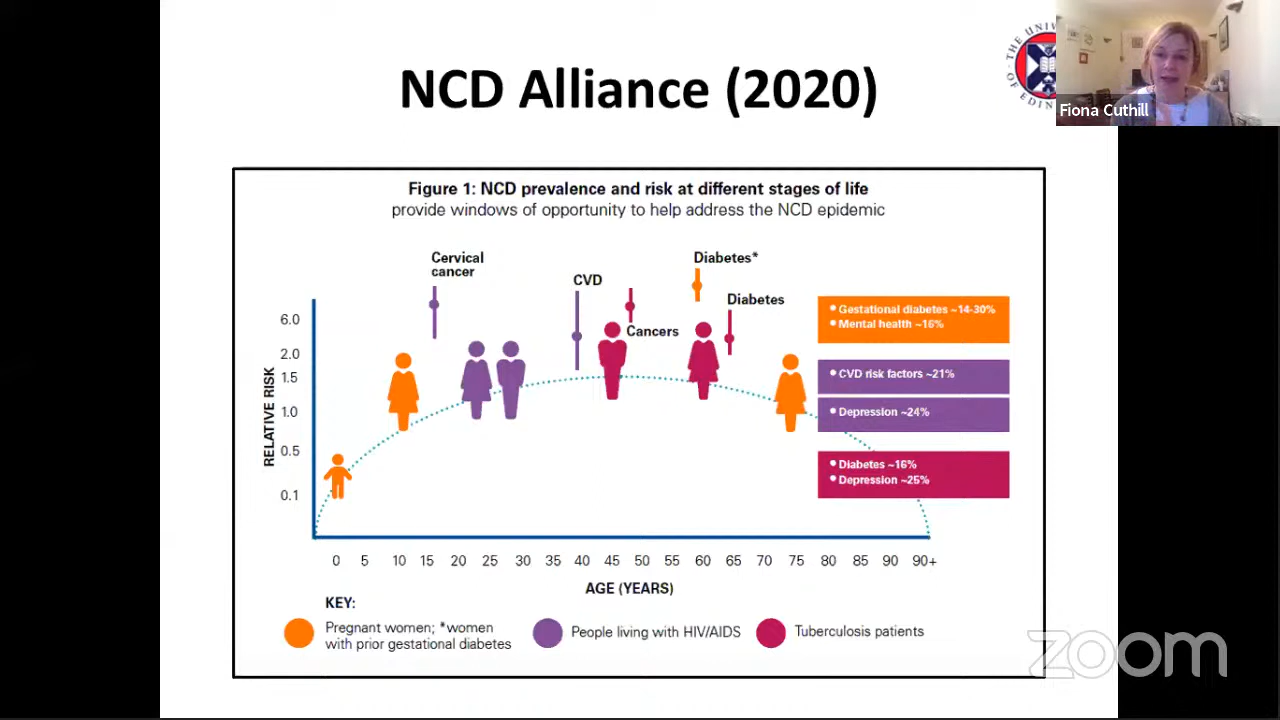 NCD Alliance (2020)
THE UNIV
OF EDIN
Fiona Cuthill
Figure 1: NCD prevalence and risk at different stages of life
provide windows of opportunity to help address the NCD epidemic
Cervical
cancer
CVD
Cancers
Diabetes*
Diabetes
• Gestational diabetes ~14-30%
• Mental health ~16%
• CVD risk factors ~21%
• Depression ~24%
• Diabetes ~16%
• Depression ~25%
RELATIVE RISK
6.0
2.0
1.5
1.0
0.5
0.1
0 5 10 15 20 25 30 35 40 45 50 55 60 65 70 75 80 85 90 90+
AGE (YEARS)
KEY:
Pregnant women; *women
with prior gestational diabetes
People living with HIV/AIDS
Tuberculosis patients
zoom